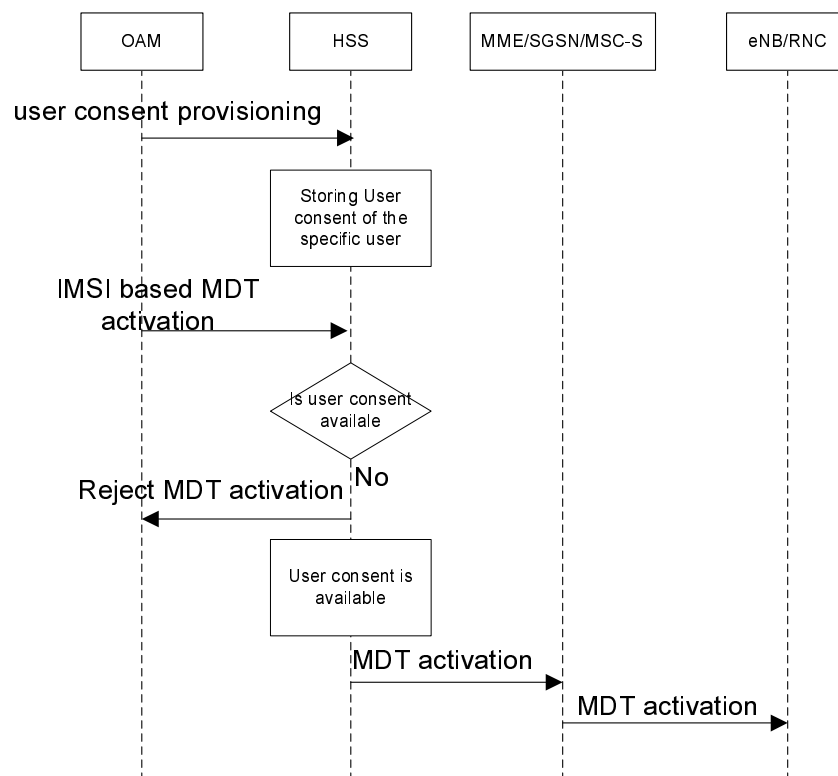 OAM
HSS
MME/SGSN/MSC-S
eNB/RNC
user consent provisioning
Storing User
consent of the
specific user
IMSI based MDT
activation
Is user consent
availale
No
Reject MDT activation
User consent is
available
MDT activation
MDT activation